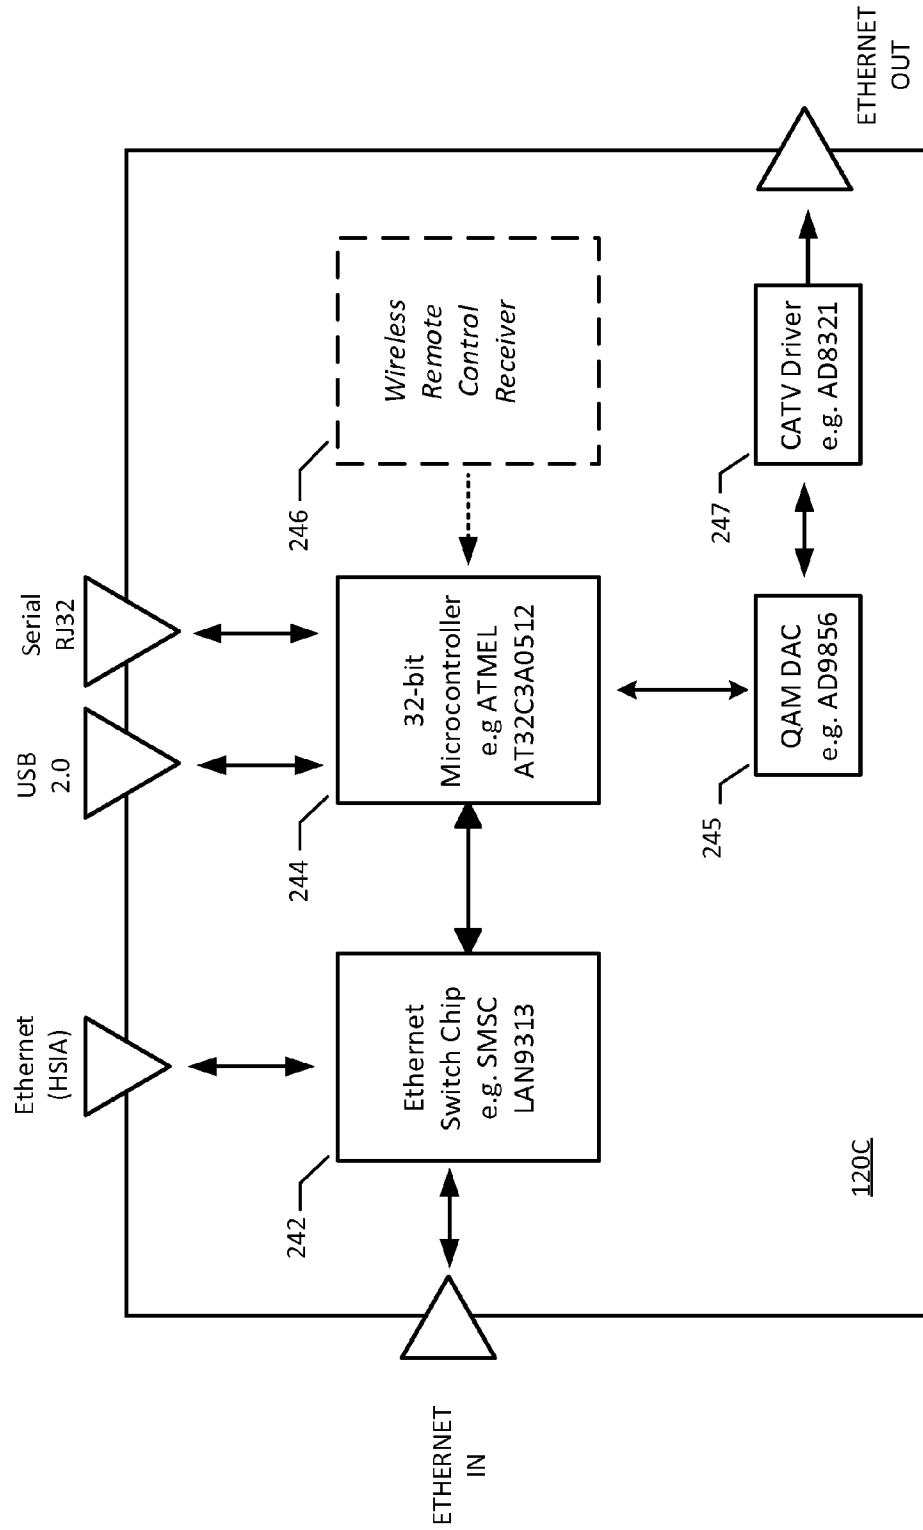 Ethernet
(HSIA)
USB
2.0
Serial
RJ32
ETHERNET
IN
242
Ethernet
Switch Chip
e.g. SMSC
LAN9313
244
32-bit
Microcontroller
e.g ATMEL
AT32C3A0512
246
Wireless
Remote
Control
Receiver
245
QAM DAC
e.g. AD9856
247
CATV Driver
e.g. AD8321
ETHERNET
OUT
120C